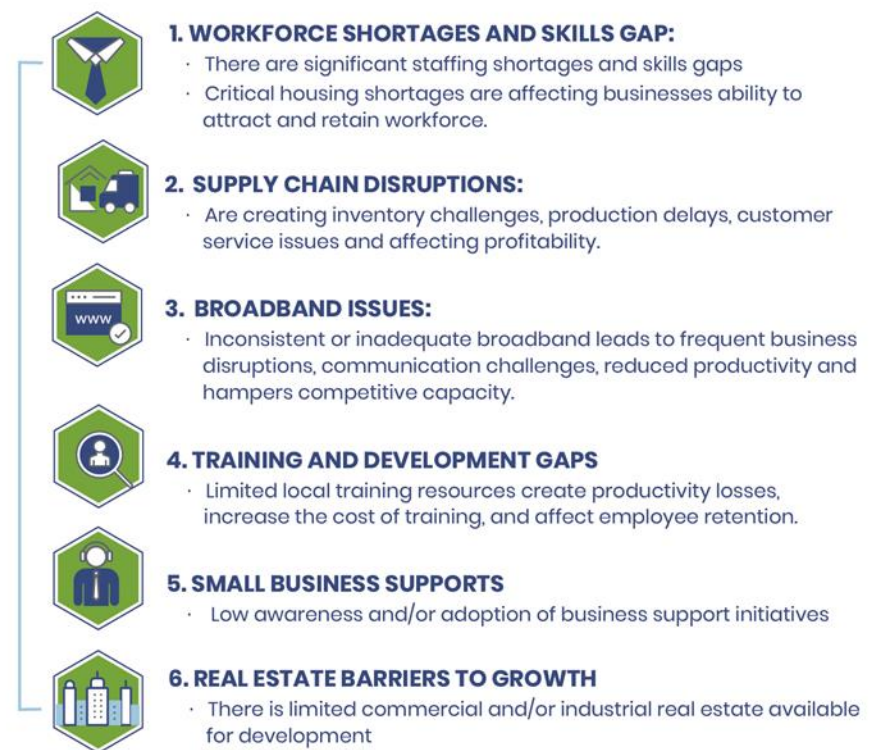 1. WORKFORCE SHORTAGES AND SKILLS GAP:
· There are significant staffing shortages and skills gaps
· Critical housing shortages are affecting businesses ability to
attract and retain workforce.
2. SUPPLY CHAIN DISRUPTIONS:
· Are creating inventory challenges, production delays, customer
service issues and affecting profitability.
www
3. BROADBAND ISSUES:
· Inconsistent or inadequate broadband leads to frequent business
disruptions, communication challenges, reduced productivity and
hampers competitive capacity.
4. TRAINING AND DEVELOPMENT GAPS
· Limited local training resources create productivity losses,
increase the cost of training, and affect employee retention.
5. SMALL BUSINESS SUPPORTS
· Low awareness and/or adoption of business support initiatives
6. REAL ESTATE BARRIERS TO GROWTH
· There is limited commercial and/or industrial real estate available
for development